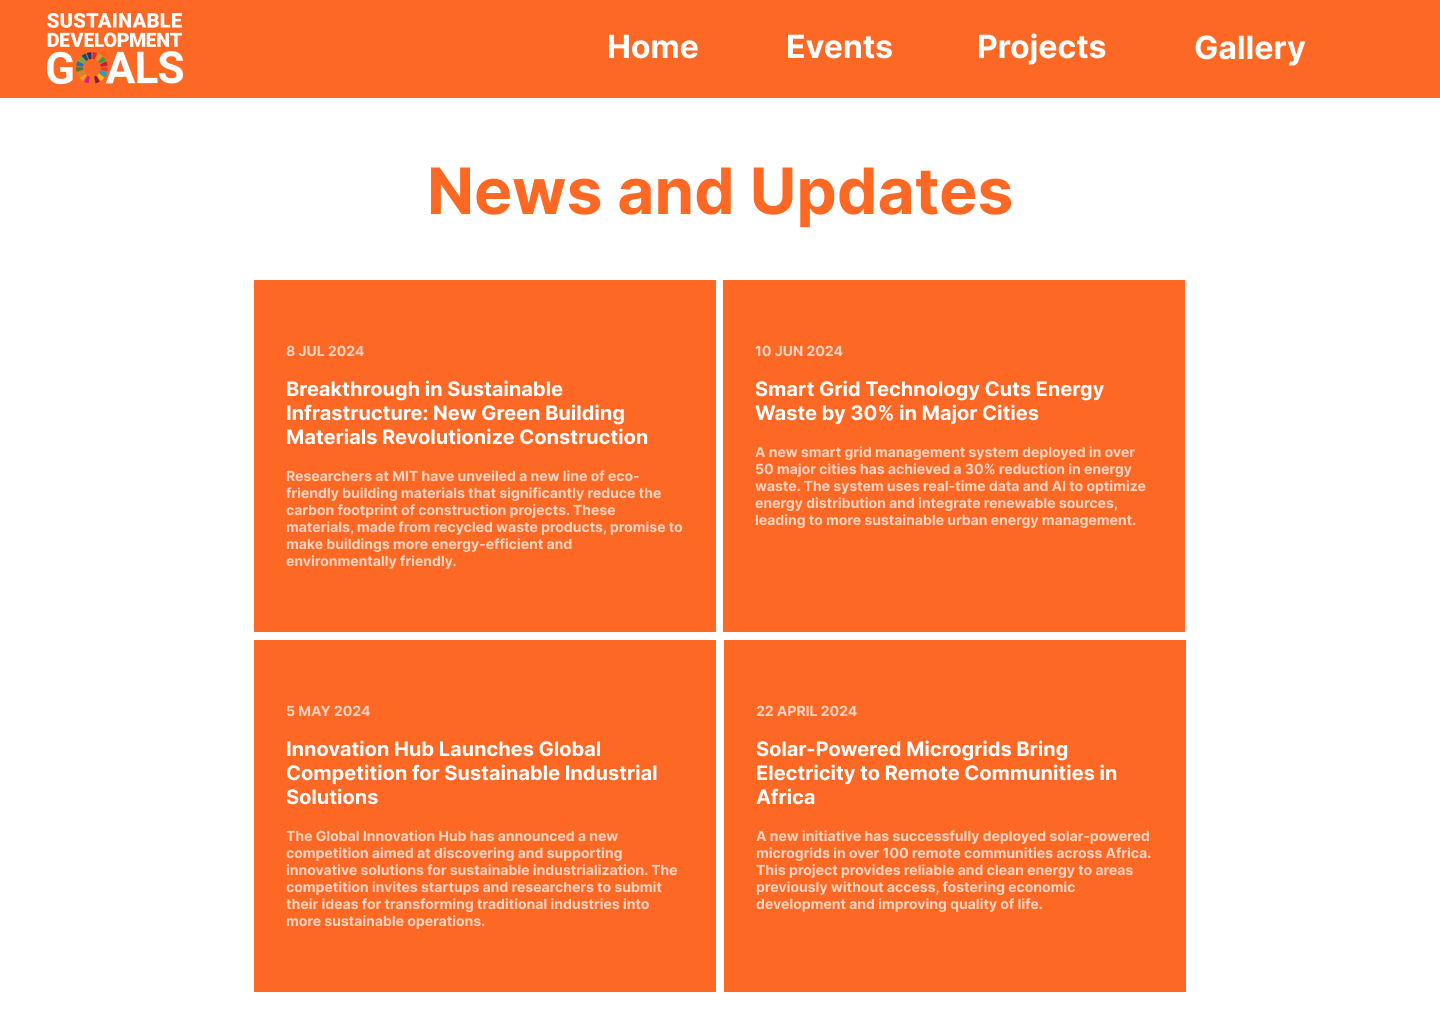 SUSTAINABLE
DEVELOPMENT
GOALS
Home Events Projects Gallery
News and Updates
8 JUL 2024
Breakthrough in Sustainable
Infrastructure: New Green Building
Materials Revolutionize Construction
Researchers at MIT have unveiled a new line of eco-
friendly building materials that significantly reduce the
carbon footprint of construction projects. These
materials, made from recycled waste products, promise to
make buildings more energy-efficient and
environmentally friendly.
10 JUN 2024
Smart Grid Technology Cuts Energy
Waste by 30% in Major Cities
A new smart grid management system deployed in over
50 major cities has achieved a 30% reduction in energy
waste. The system uses real-time data and AI to optimize
energy distribution and integrate renewable sources,
leading to more sustainable urban energy management.
5 MAY 2024
Innovation Hub Launches Global
Competition for Sustainable Industrial
Solutions
The Global Innovation Hub has announced a new
competition aimed at discovering and supporting
innovative solutions for sustainable industrialization. The
competition invites startups and researchers to submit
their ideas for transforming traditional industries into
more sustainable operations.
22 APRIL 2024
Solar-Powered Microgrids Bring
Electricity to Remote Communities in
Africa
A new initiative has successfully deployed solar-powered
microgrids in over 100 remote communities across Africa.
This project provides reliable and clean energy to areas
previously without access, fostering economic
development and improving quality of life.